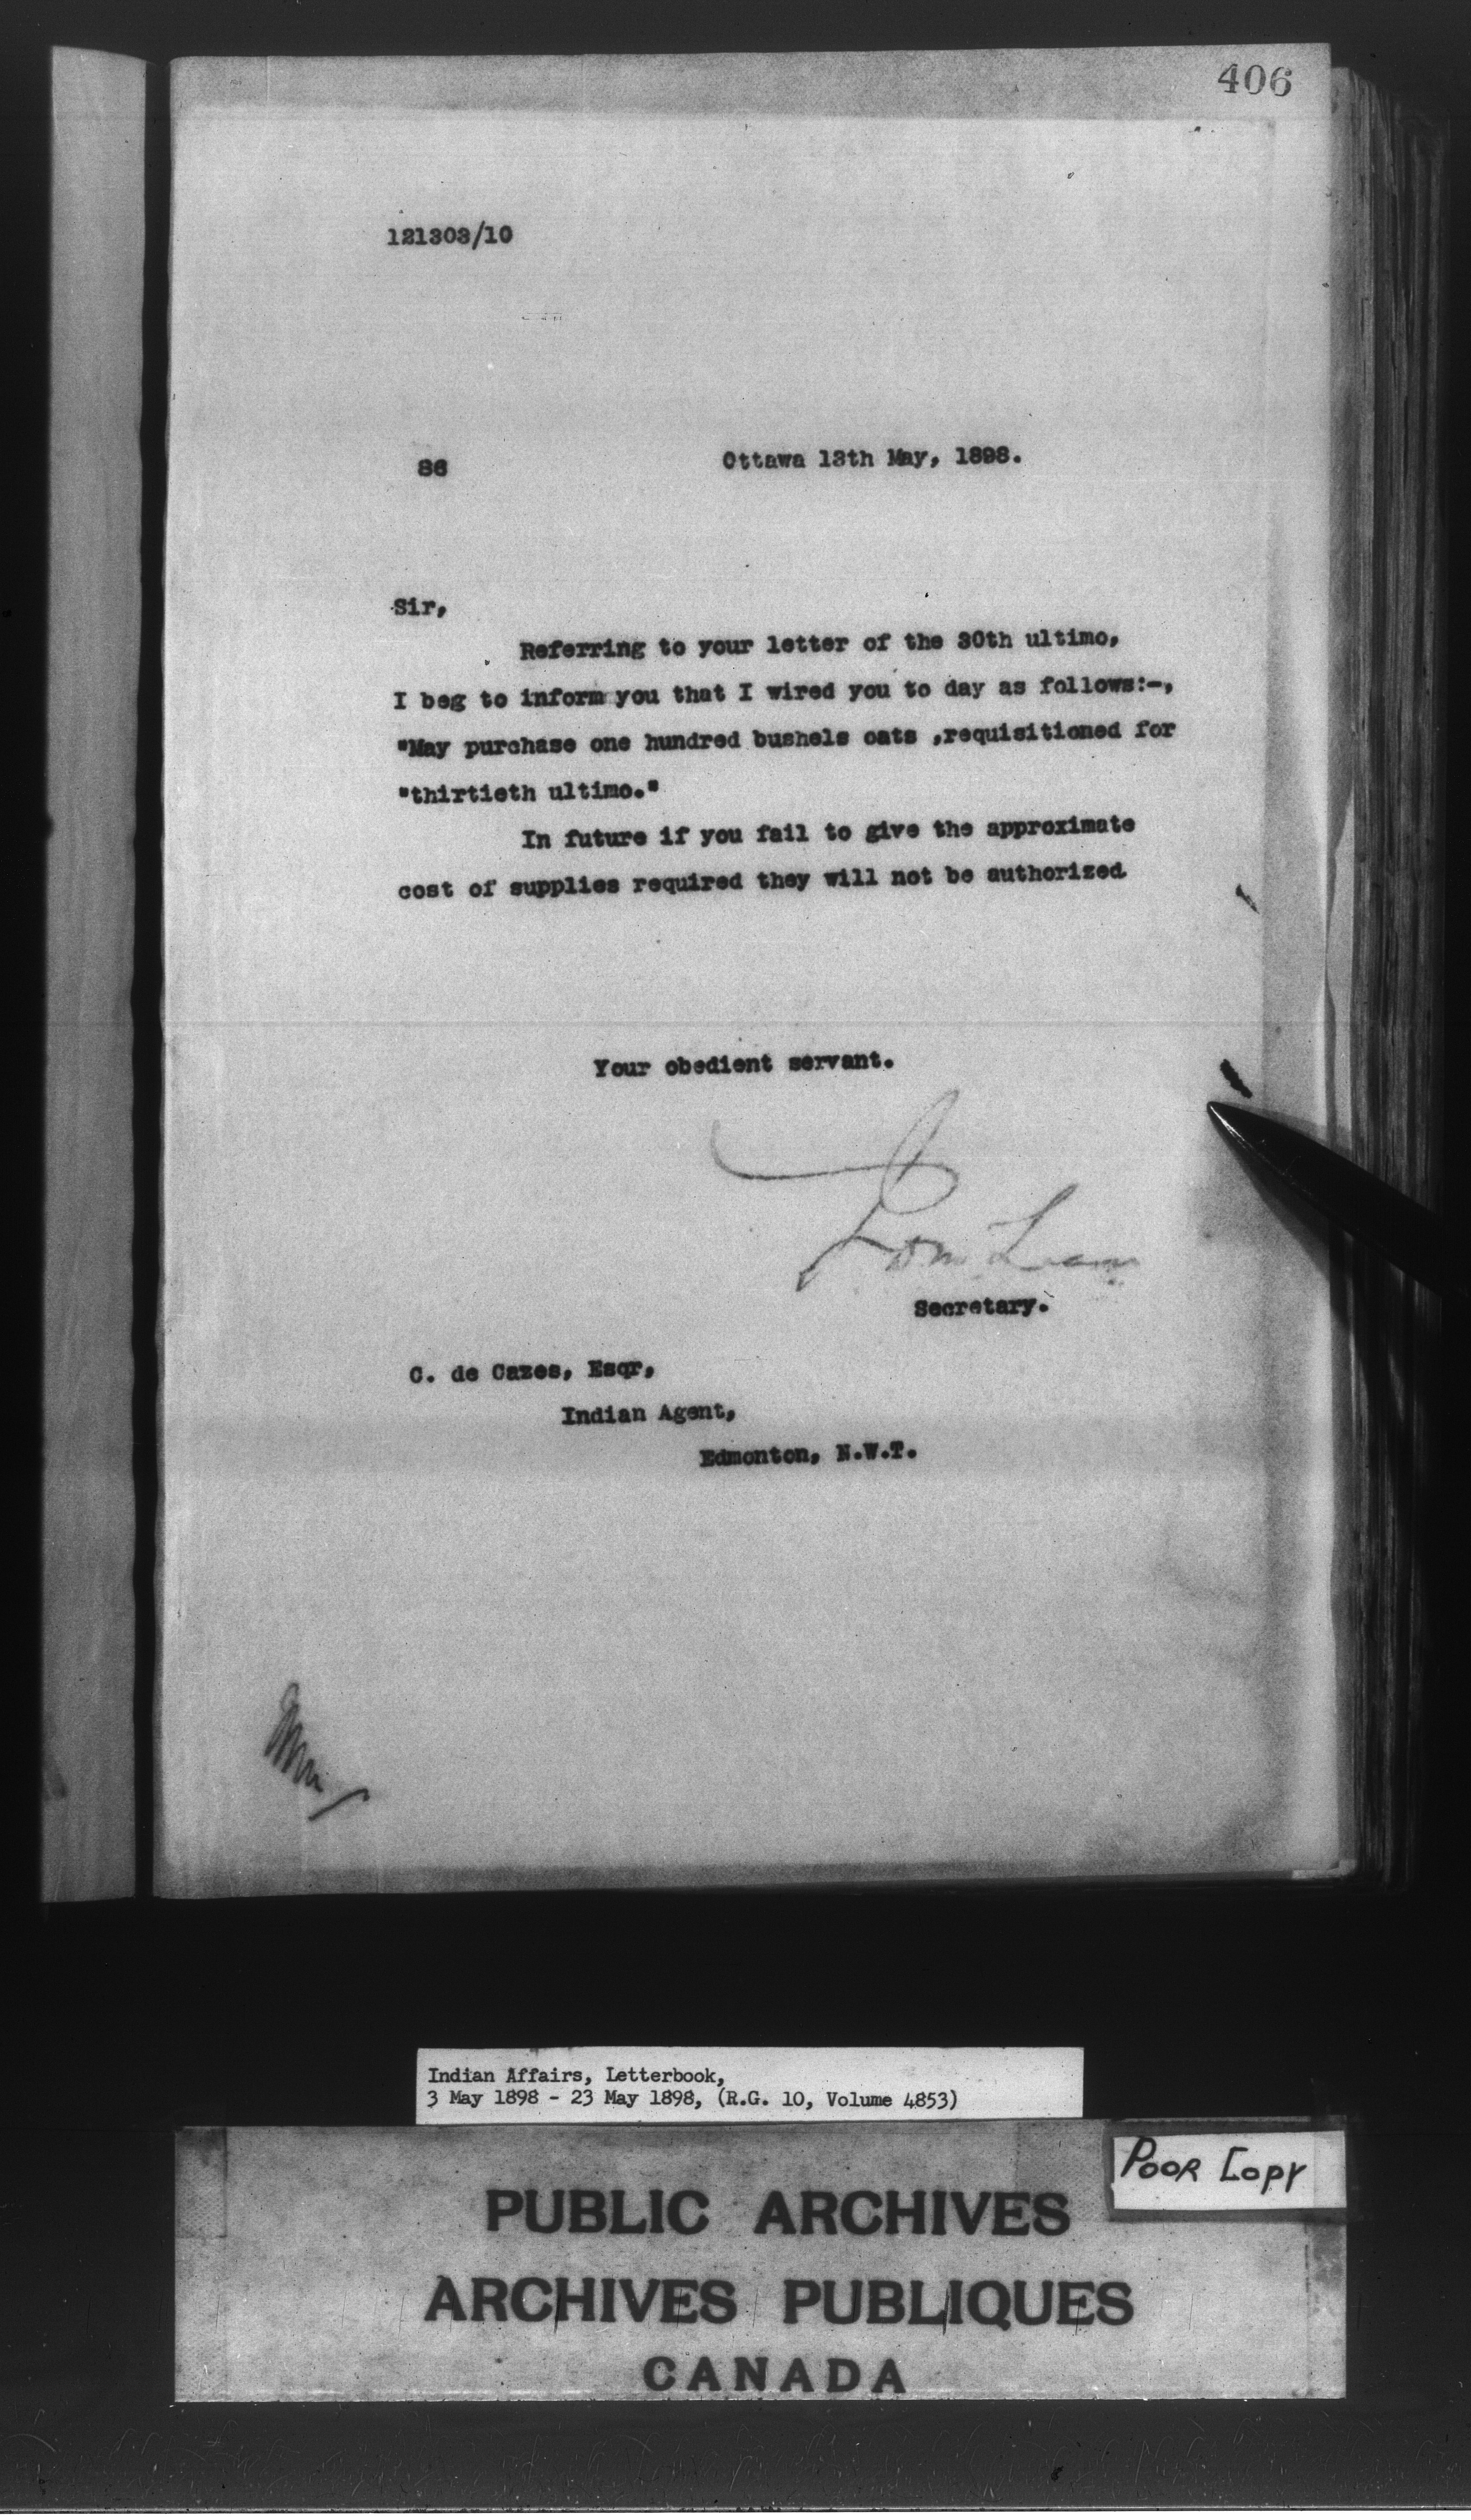 406
121303/10
86 Ottawa 13th May, 1898.
Sir,
Referring to your letter of the 30th ultimo,
I beg to inform you that I wired you to day as follows:-,
"May purchase one hundred bushels oats ,requisitioned for
"thirtieth ultimo."
In future if you fail to give the approximate
cost of supplies required they will not be authorized.
Your obedient servant.
Secretary.
C. de Cazes, Esqr,
Indian Agent,
Edmonton, N.W.T.
Indian Affairs, Letterbook,
3 May 1898 - 23 May 1898, (R.G. 10, Volume 4853)
POOR COPY
PUBLIC ARCHIVES
ARCHIVES PUBLIQUES
CANADA